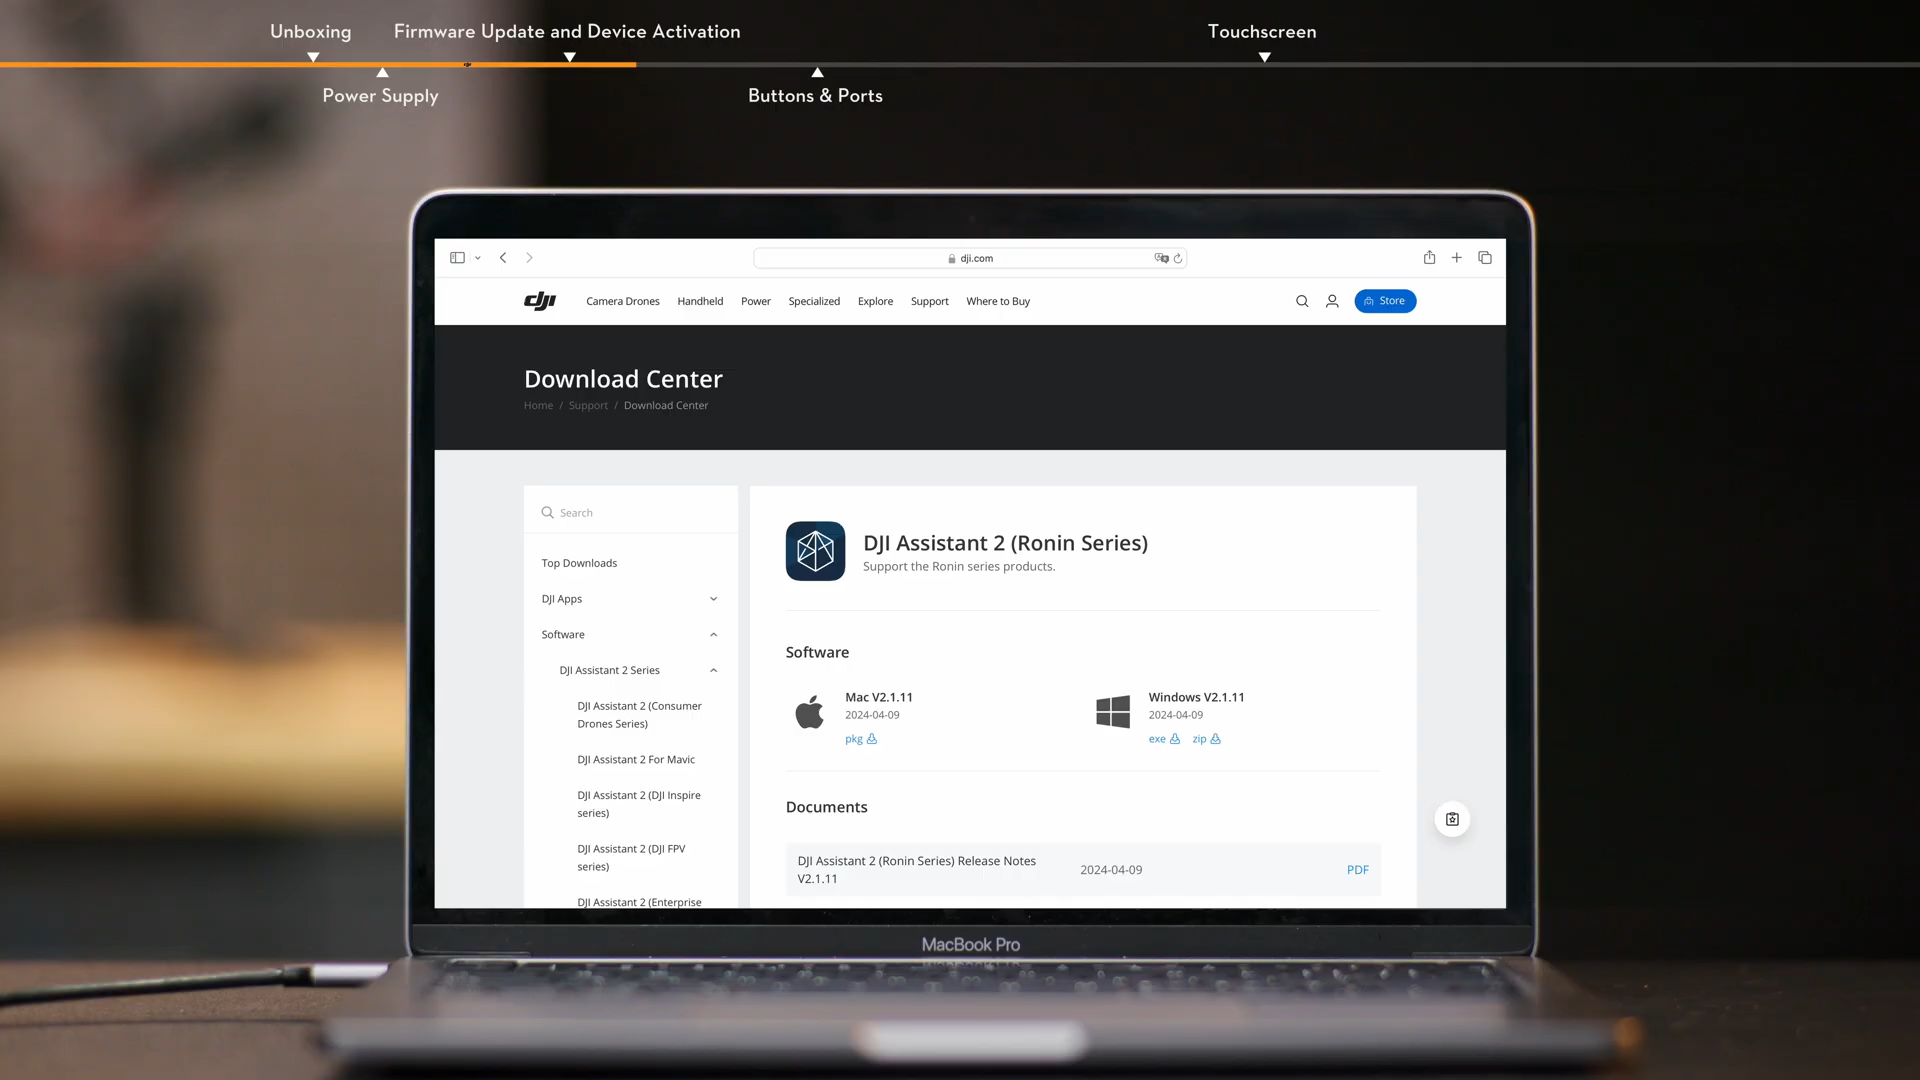 Unboxing
Firmware Update and Device Activation
Touchscreen
Power Supply
Buttons & Ports
dji.com
dji
Camera Drones
Handheld
Power
Specialized
Explore
Support
Where to Buy
Store
Download Center
Home / Support / Download Center
Search
Top Downloads
DJI Apps
Software
DJI Assistant 2 Series
DJI Assistant 2 (Consumer
Drones Series)
DJI Assistant 2 For Mavic
DJI Assistant 2 (DJI Inspire
series)
DJI Assistant 2 (DJI FPV
series)
DJI Assistant 2 (Enterprise
DJI Assistant 2 (Ronin Series)
Support the Ronin series products.
Software
Mac V2.1.11
2024-04-09
pkg
Windows V2.1.11
2024-04-09
exe zip
Documents
DJI Assistant 2 (Ronin Series) Release Notes
V2.1.11
2024-04-09
PDF
MacBook Pro